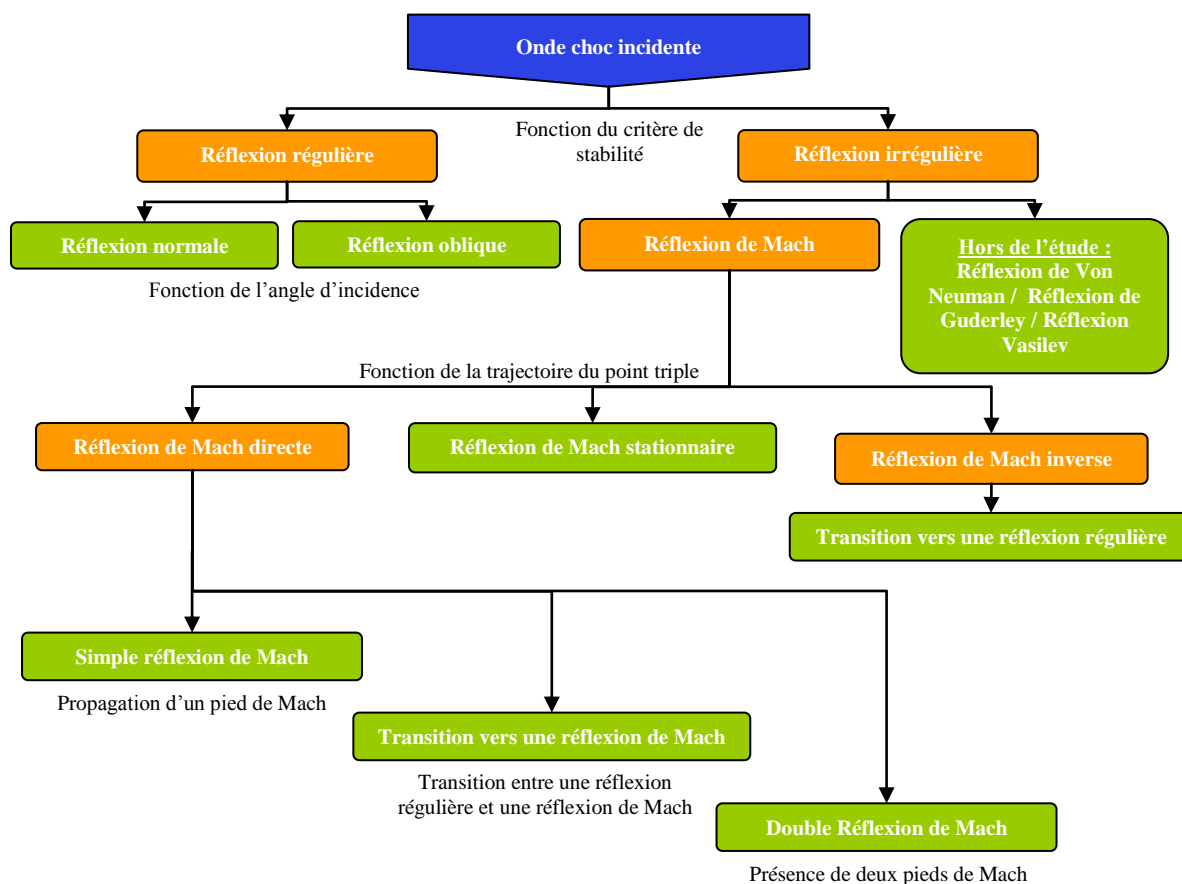 Onde choc incidente
Fonction du critère de
stabilité
Réflexion régulière
Réflexion irrégulière
Réflexion normale
Réflexion oblique
Réflexion de Mach
Hors de l’étude :
Réflexion de Von
Neuman / Réflexion de
Guderley / Réflexion
Vasilev
Fonction de l’angle d’incidence
Fonction de la trajectoire du point triple
Réflexion de Mach directe
Réflexion de Mach stationnaire
Réflexion de Mach inverse
Transition vers une réflexion régulière
Simple réflexion de Mach
Propagation d’un pied de Mach
Transition vers une réflexion de Mach
Transition entre une réflexion
régulière et une réflexion de Mach
Double Réflexion de Mach
Présence de deux pieds de Mach